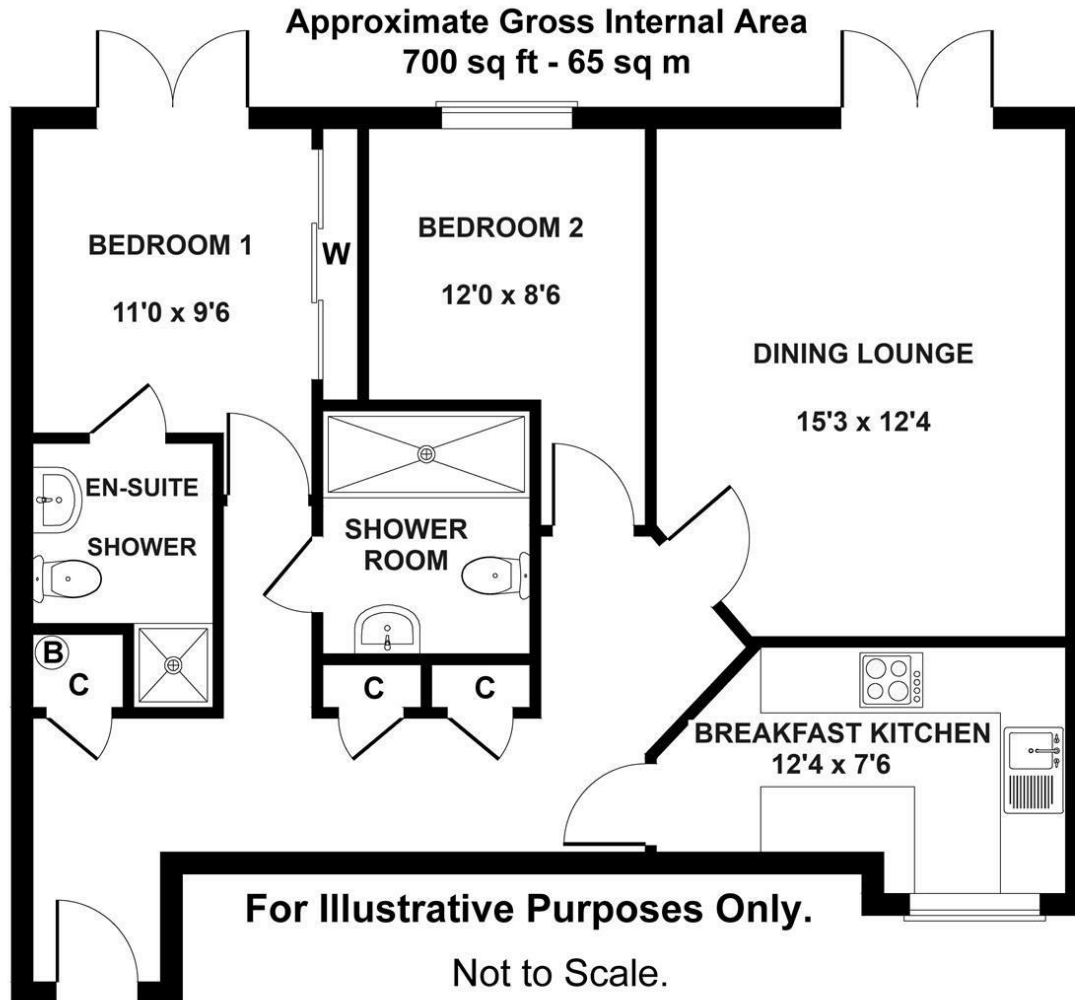 Approximate Gross Internal Area
700 sq ft - 65 sq m
BEDROOM 1
11'0 x 9'6
W
BEDROOM 2
12'0 x 8'6
DINING LOUNGE
15'3 x 12'4
EN-SUITE
SHOWER
SHOWER
ROOM
B
C
C
C
BREAKFAST KITCHEN
12'4 x 7'6
For Illustrative Purposes Only.
Not to Scale.